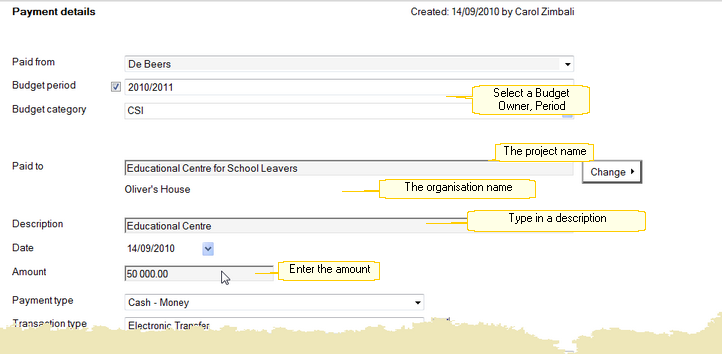 Payment details Created: 14/09/2010 by Carol Zimbali
Paid from De Beers
Budget period 2010/2011
Select a Budget
Owner, Period
Budget category CSI
The project name
Paid to Educational Centre for School Leavers Change
Oliver's House The organisation name
Description Educational Centre Type in a description
Date 14/09/2010
Amount 50 000.00 Enter the amount
Payment type Cash - Money
Transaction type Electronic Transfer